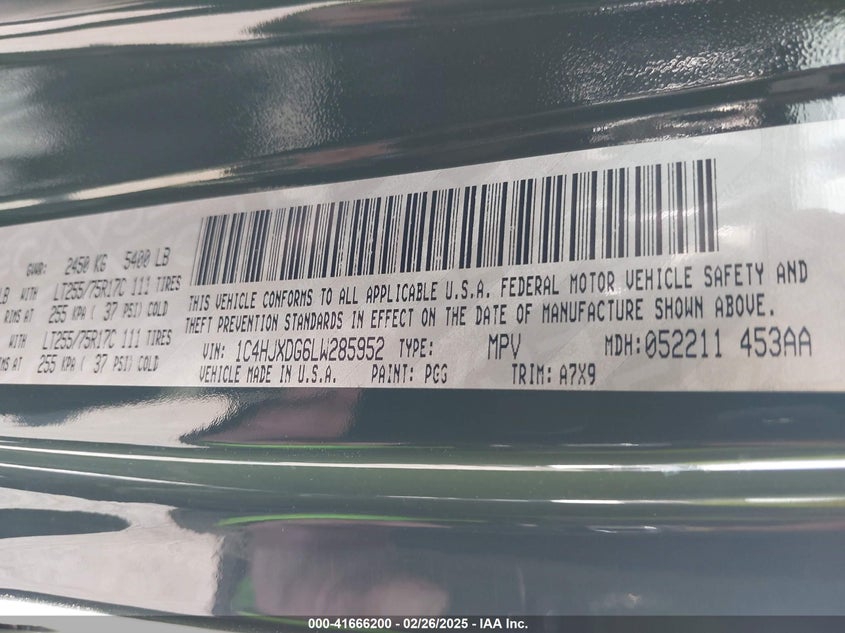 GVWR: 2450 KG 5400 LB
LB WITH LT255/75R17C 111 TIRES
RIMS AT 255 KPA ( 37 PSI) COLD
WITH LT255/75R17C 111 TIRES
RIMS AT 255 KPA ( 37 PSI) COLD
THIS VEHICLE CONFORMS TO ALL APPLICABLE U.S.A. FEDERAL MOTOR VEHICLE SAFETY AND
THEFT PREVENTION STANDARDS IN EFFECT ON THE DATE OF MANUFACTURE SHOWN ABOVE.
VIN: 1C4HJXDG6LW285952 TYPE: MPV MDH:052211 453AA
VEHICLE MADE IN U.S.A. PAINT: PCG TRIM: A7X9
000-41666200 - 02/26/2025 - IAA Inc.